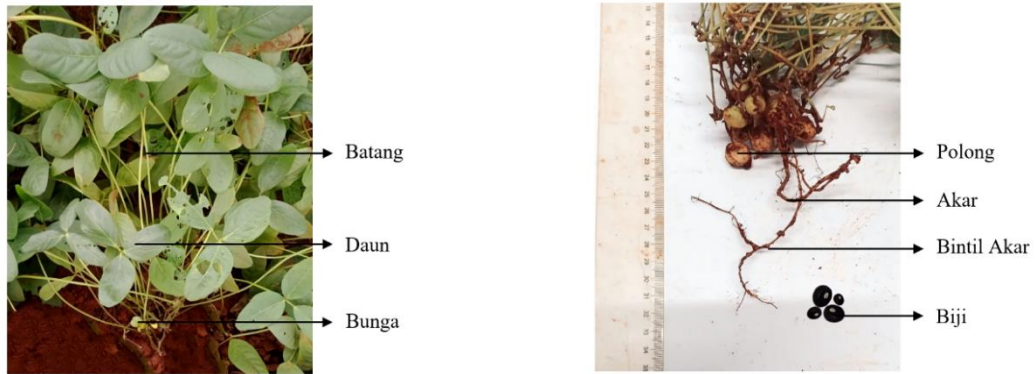 Batang
Daun
Bunga
Polong
Akar
Bintil Akar
Biji